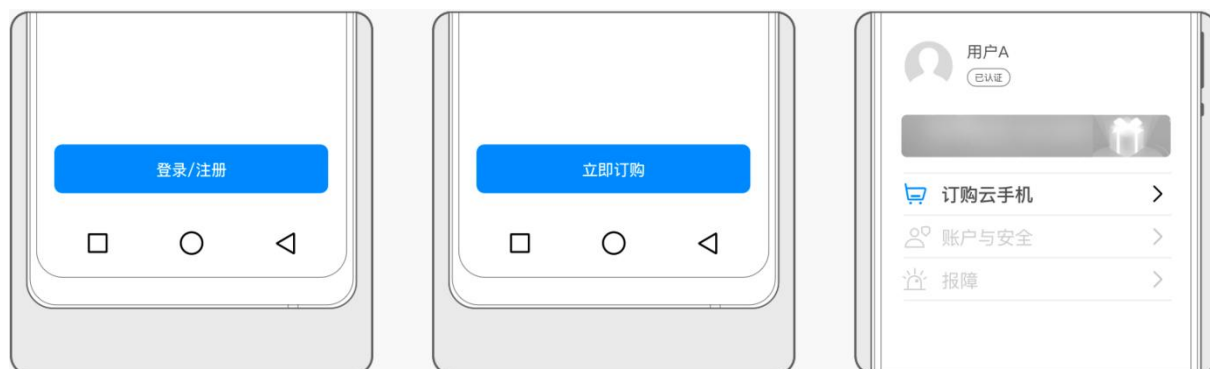 登录/注册
立即订购
用户A
已认证
订购云手机
账户与安全
报障